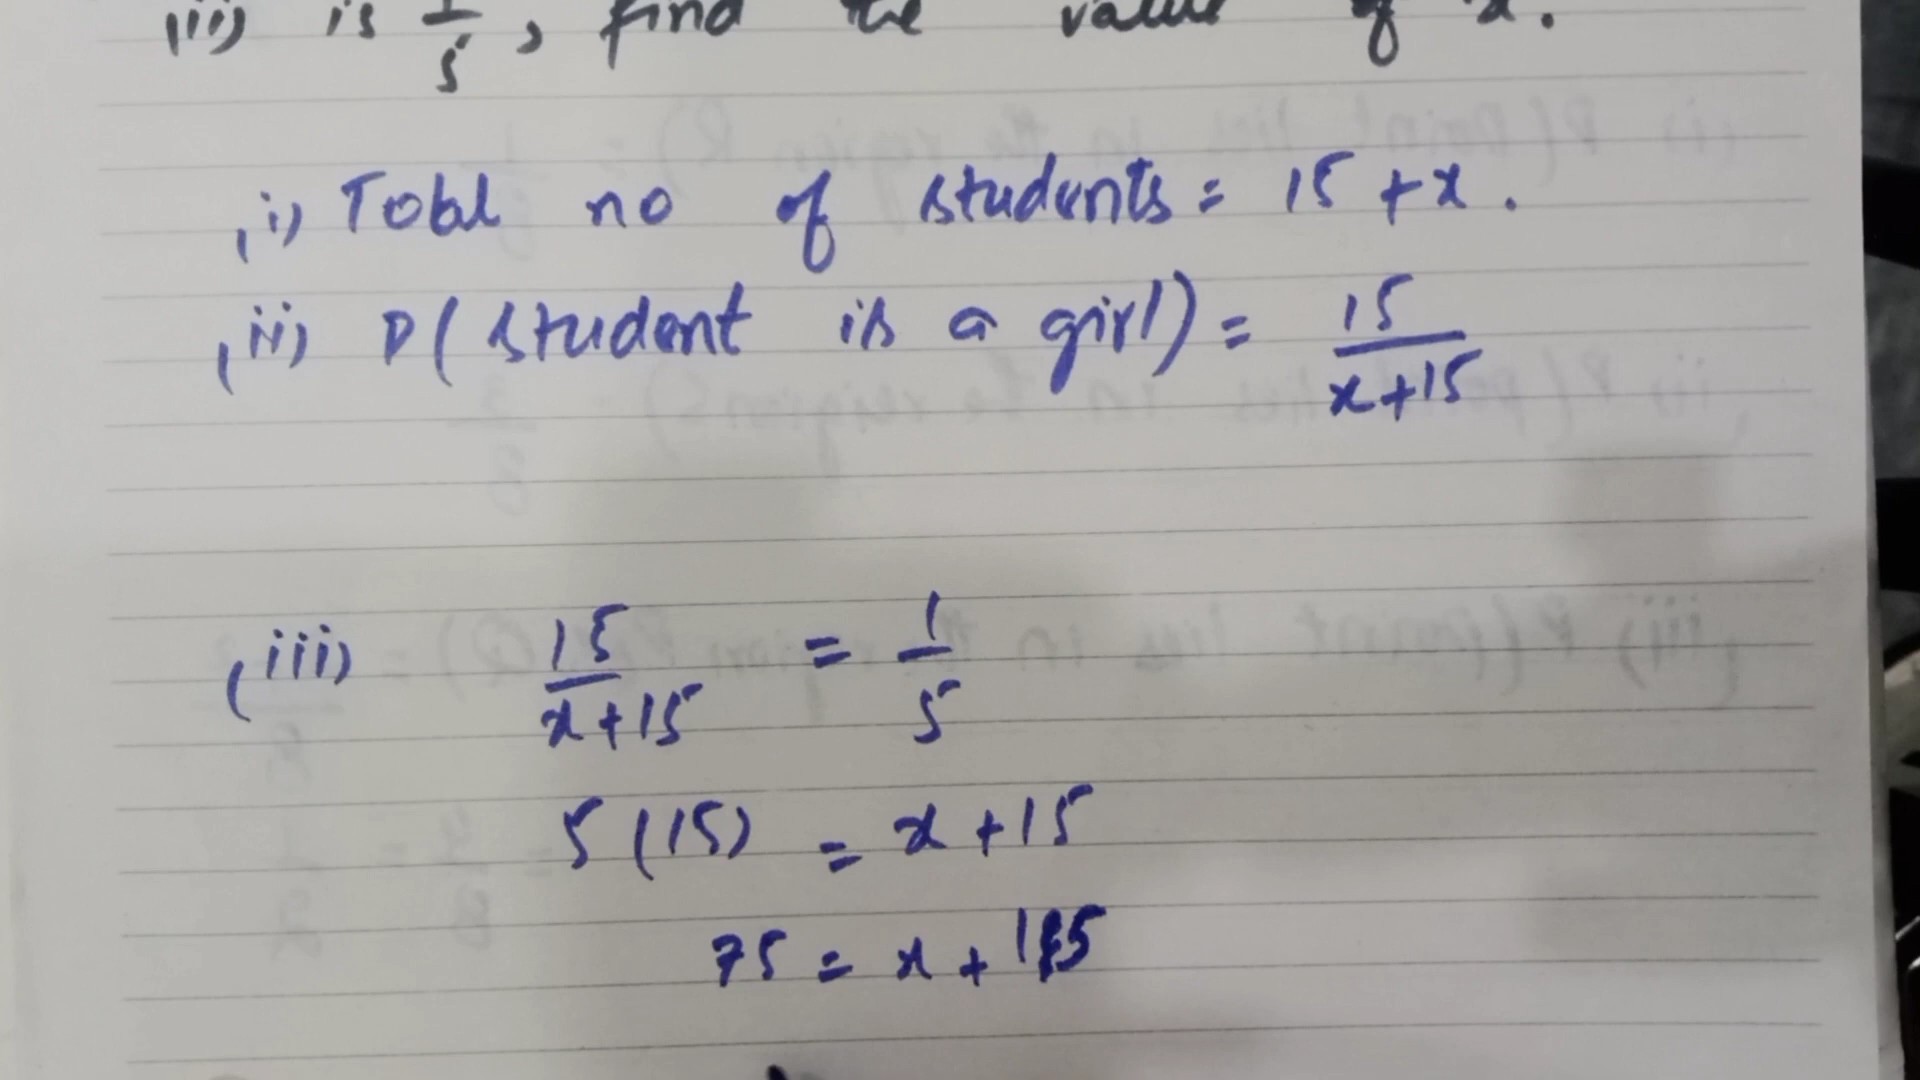 (iii) is 1/5, find the value of x.
(i) Total no of students = 15 + x.
(ii) P(student is a girl) = 15/(x+15)
(iii) 15/(x+15) = 1/5
5(15) = x + 15
75 = x + 15